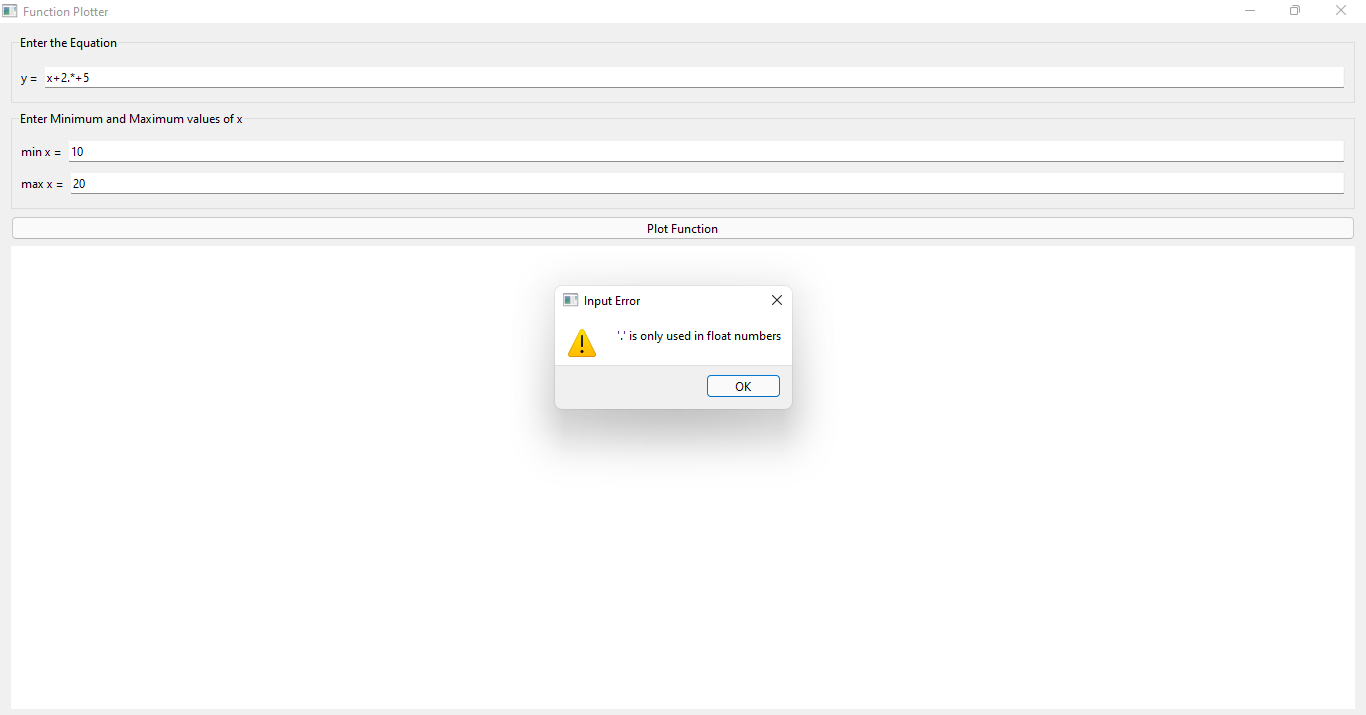 Function Plotter
Enter the Equation
y = x+2.*+5
Enter Minimum and Maximum values of x
min x = 10
max x = 20
Plot Function
Input Error
'.' is only used in float numbers
OK